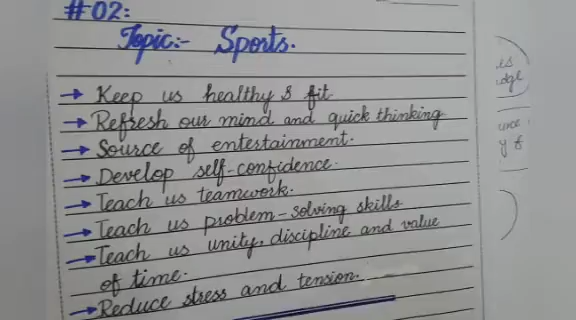 #02:
Topic:- Sports.
→ Keep us healthy & fit
→ Refresh our mind and quick thinking
→ Source of entestainment.
→ Develop self-confidence.
→ Teach us teamwork.
→ Teach us problem-solving skills
→ Teach us unity, discipline and value
of time.
→ Reduce stress and tension.